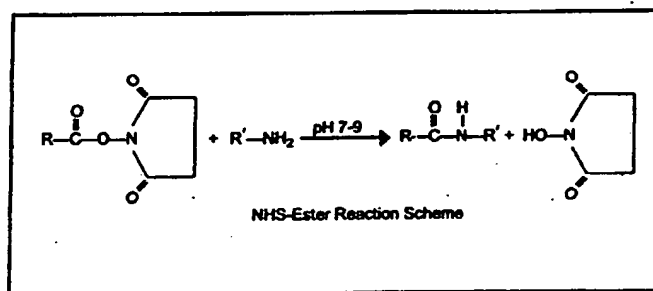 O O
O H
R—C—O—N + R'—NH₂ pH 7-9 R—C—N—R' + HO—N
O O
NHS-Ester Reaction Scheme